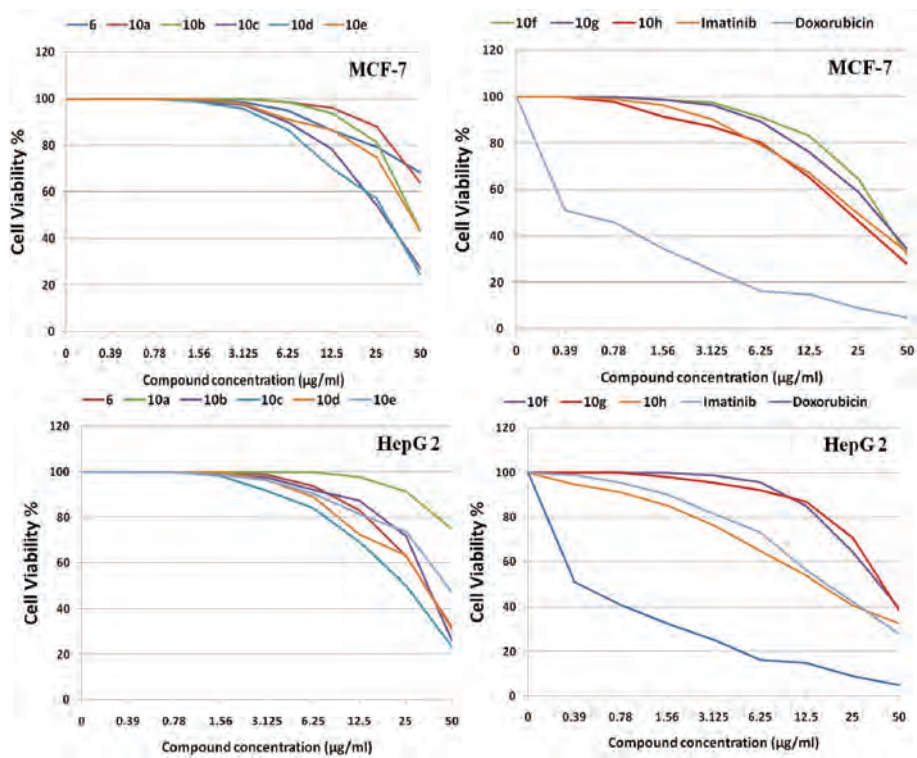 6 10a 10b 10c 10d 10e
MCF-7
Cell Viability %
120
100
80
60
40
20
0
0 0.39 0.78 1.56 3.125 6.25 12.5 25 50
Compound concentration (µg/ml)
10f 10g 10h Imatinib Doxorubicin
MCF-7
Cell Viability %
120
100
80
60
40
20
0
0 0.39 0.78 1.56 3.125 6.25 12,5 25 50
Compound concentration (µg/ml)
6 10a 10b 10c 10d 10e
HepG 2
Cell Viability %
120
100
80
60
40
20
0
0 0.39 0.78 1,56 3.125 6.25 12.5 25 50
Compound concentration (µg/ml)
10f 10g 10h Imatinib Doxorubicin
HepG 2
Cell Viability %
120
100
80
60
40
20
0
0 0.39 0.78 1.56 3.125 6.25 12.5 25 50
Compound concentration (µg/ml)